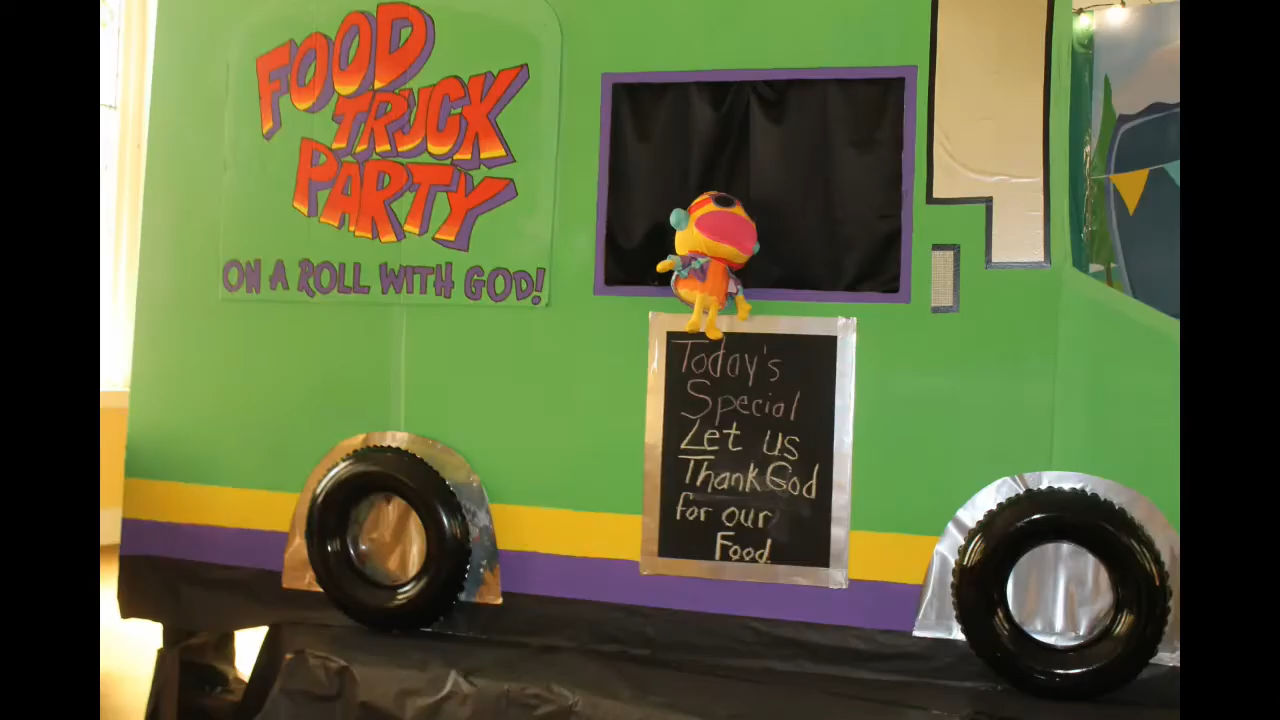 FOOD
TRUCK
PARTY
ON A ROLL WITH GOD!
Today's
Special
Let us
Thank God
for our
Food.